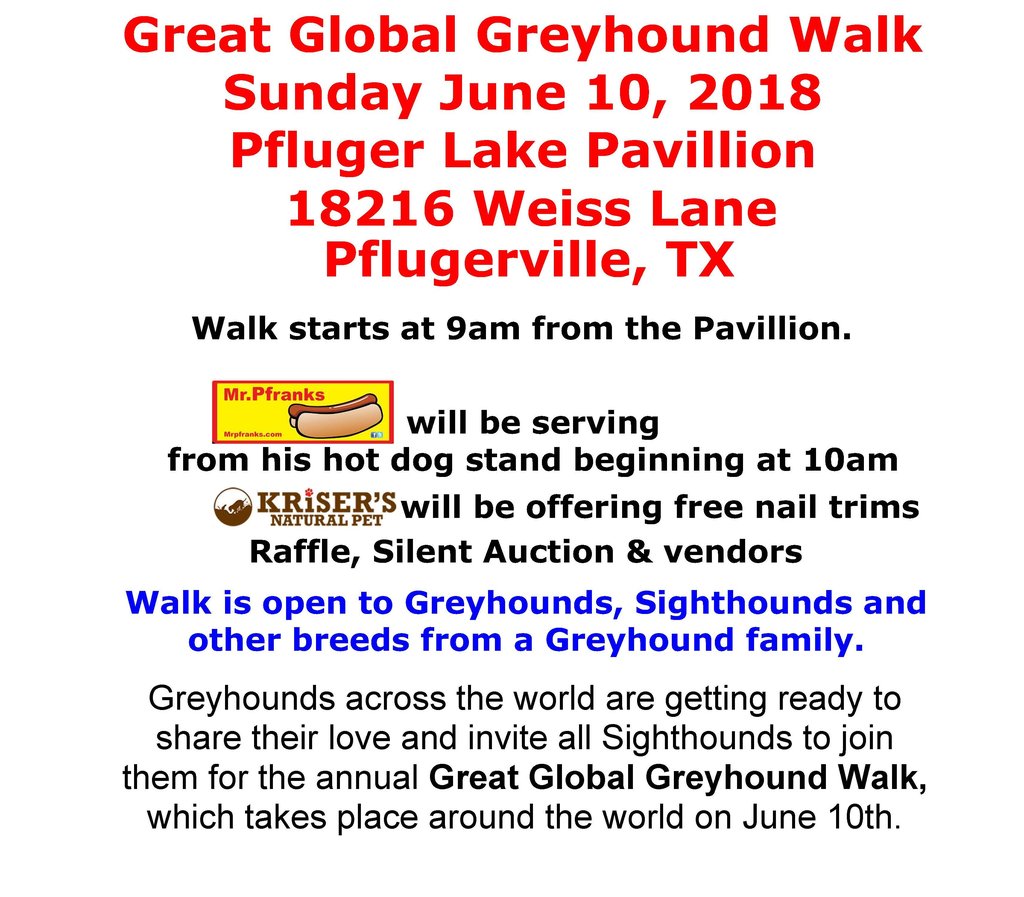 Great Global Greyhound Walk
Sunday June 10, 2018
Pfluger Lake Pavillion
18216 Weiss Lane
Pflugerville, TX
Walk starts at 9am from the Pavillion.
Mr.Pfranks
Mrpfranks.com
will be serving
from his hot dog stand beginning at 10am
KRiSER'S
NATURAL PET
will be offering free nail trims
Raffle, Silent Auction & vendors
Walk is open to Greyhounds, Sighthounds and
other breeds from a Greyhound family.
Greyhounds across the world are getting ready to
share their love and invite all Sighthounds to join
them for the annual Great Global Greyhound Walk,
which takes place around the world on June 10th.